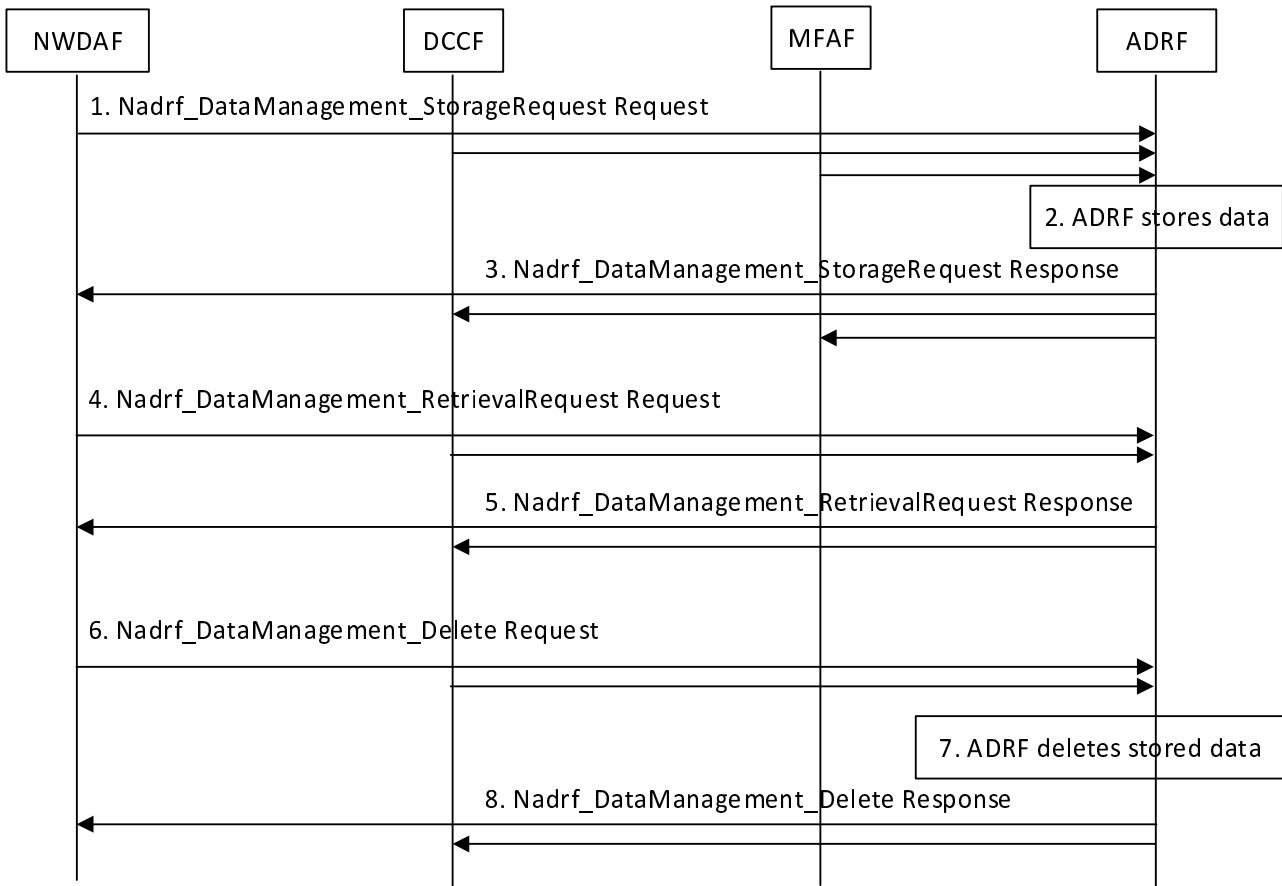 NWDAF
DCCF
MFAF
ADRF
1. Nadrf_DataManagement_StorageRequest Request
2. ADRF stores data
3. Nadrf_DataManagement_StorageRequest Response
4. Nadrf_DataManagement_RetrievalRequest Request
5. Nadrf_DataManagement_RetrievalRequest Response
6. Nadrf_DataManagement_Delete Request
7. ADRF deletes stored data
8. Nadrf_DataManagement_Delete Response